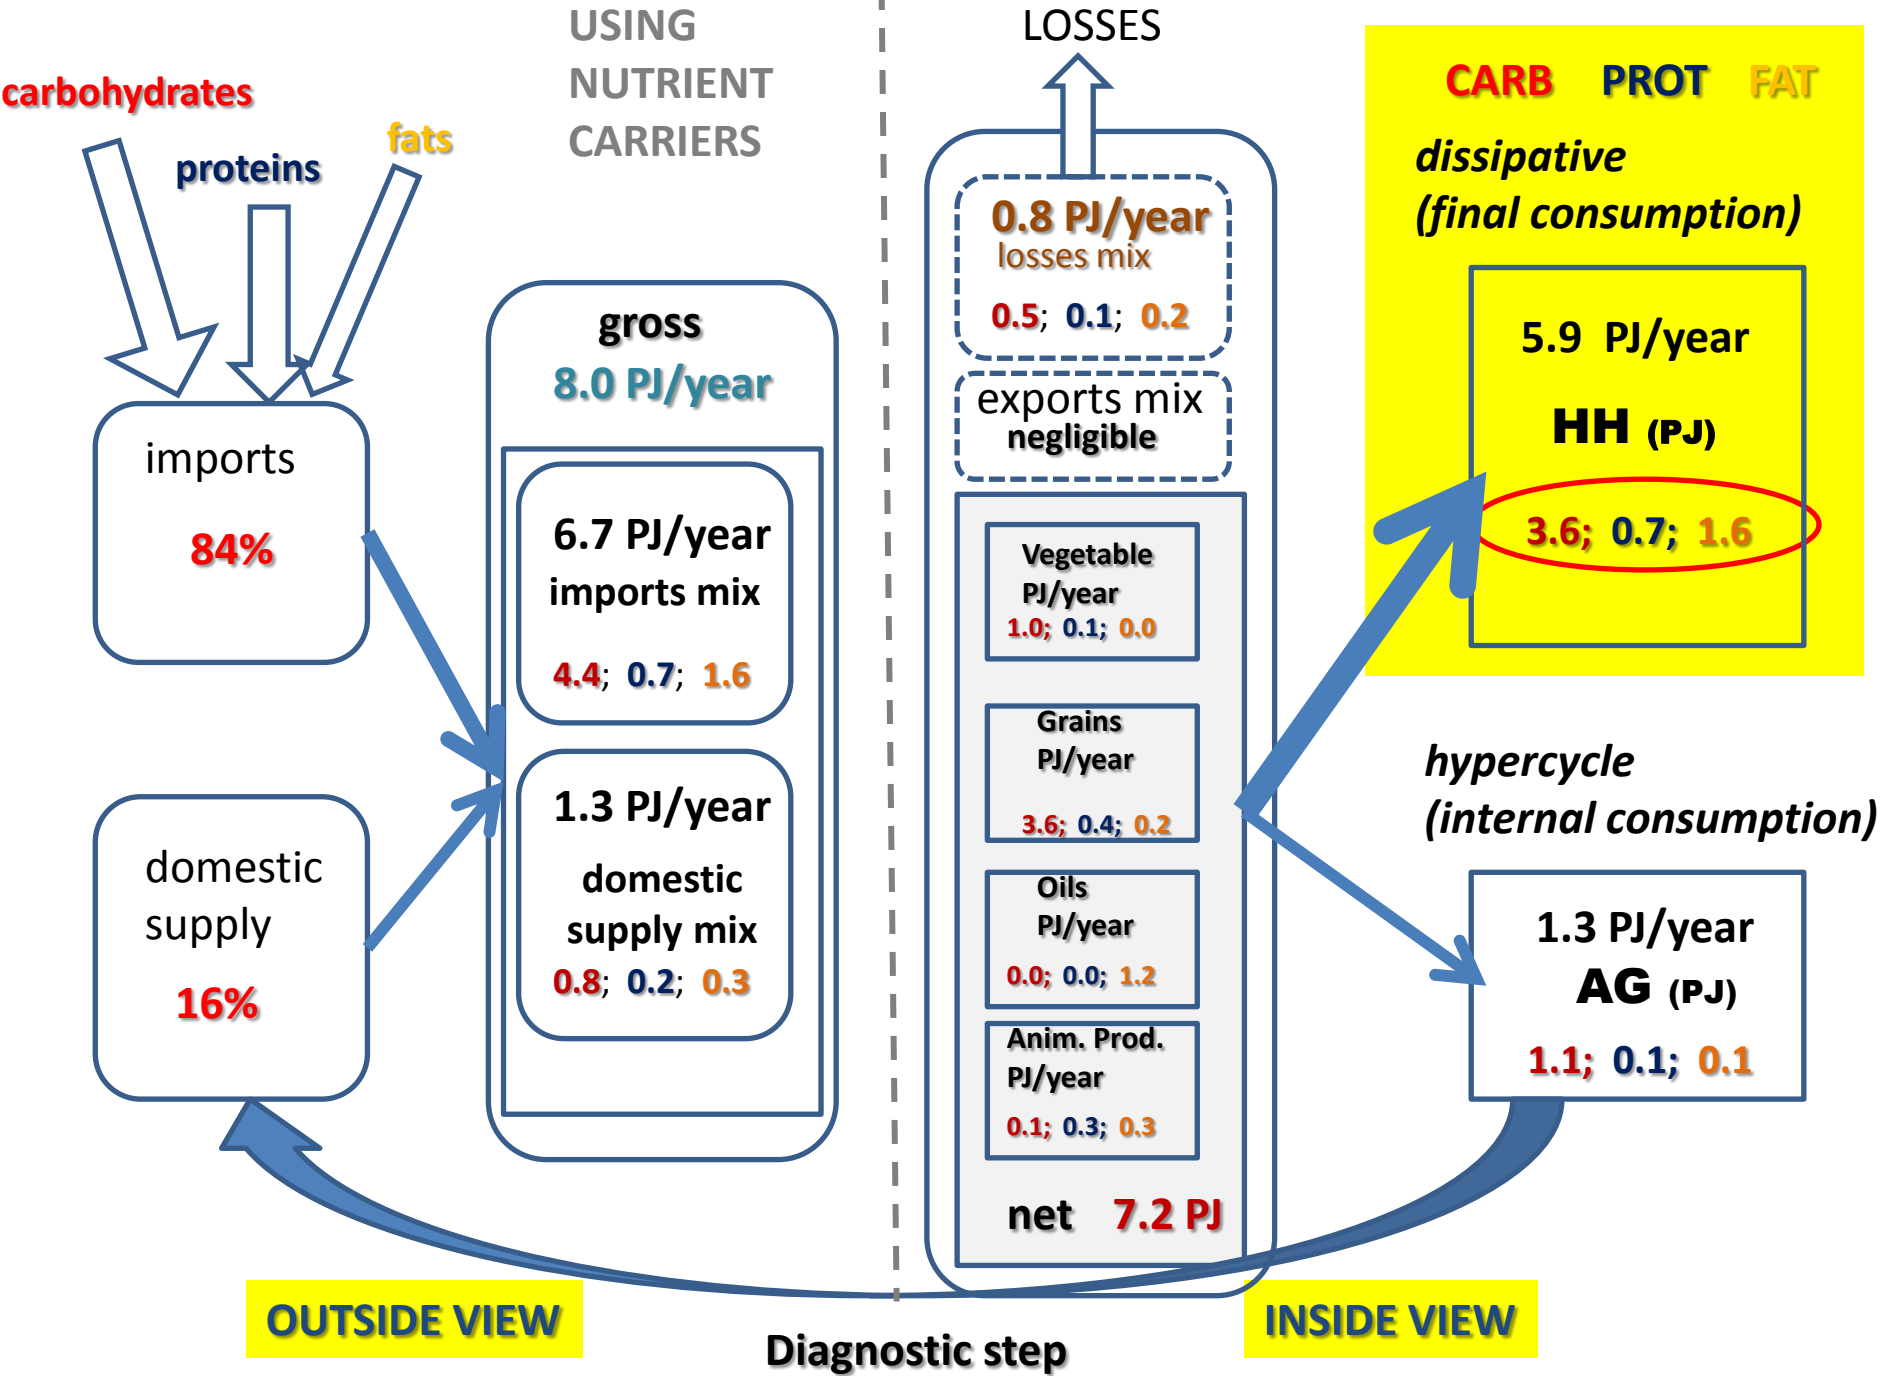 USING
NUTRIENT
CARRIERS
carbohydrates
proteins
fats
imports
84%
domestic
supply
16%
gross
8.0 PJ/year
6.7 PJ/year
imports mix
4.4; 0.7; 1.6
1.3 PJ/year
domestic
supply mix
0.8; 0.2; 0.3
LOSSES
0.8 PJ/year
losses mix
0.5; 0.1; 0.2
exports mix
negligible
Vegetable
PJ/year
1.0; 0.1; 0.0
Grains
PJ/year
3.6; 0.4; 0.2
Oils
PJ/year
0.0; 0.0; 1.2
Anim. Prod.
PJ/year
0.1; 0.3; 0.3
net 7.2 PJ
CARB PROT FAT
dissipative
(final consumption)
5.9 PJ/year
HH (PJ)
3.6; 0.7; 1.6
hypercycle
(internal consumption)
1.3 PJ/year
AG (PJ)
1.1; 0.1; 0.1
OUTSIDE VIEW
INSIDE VIEW
Diagnostic step